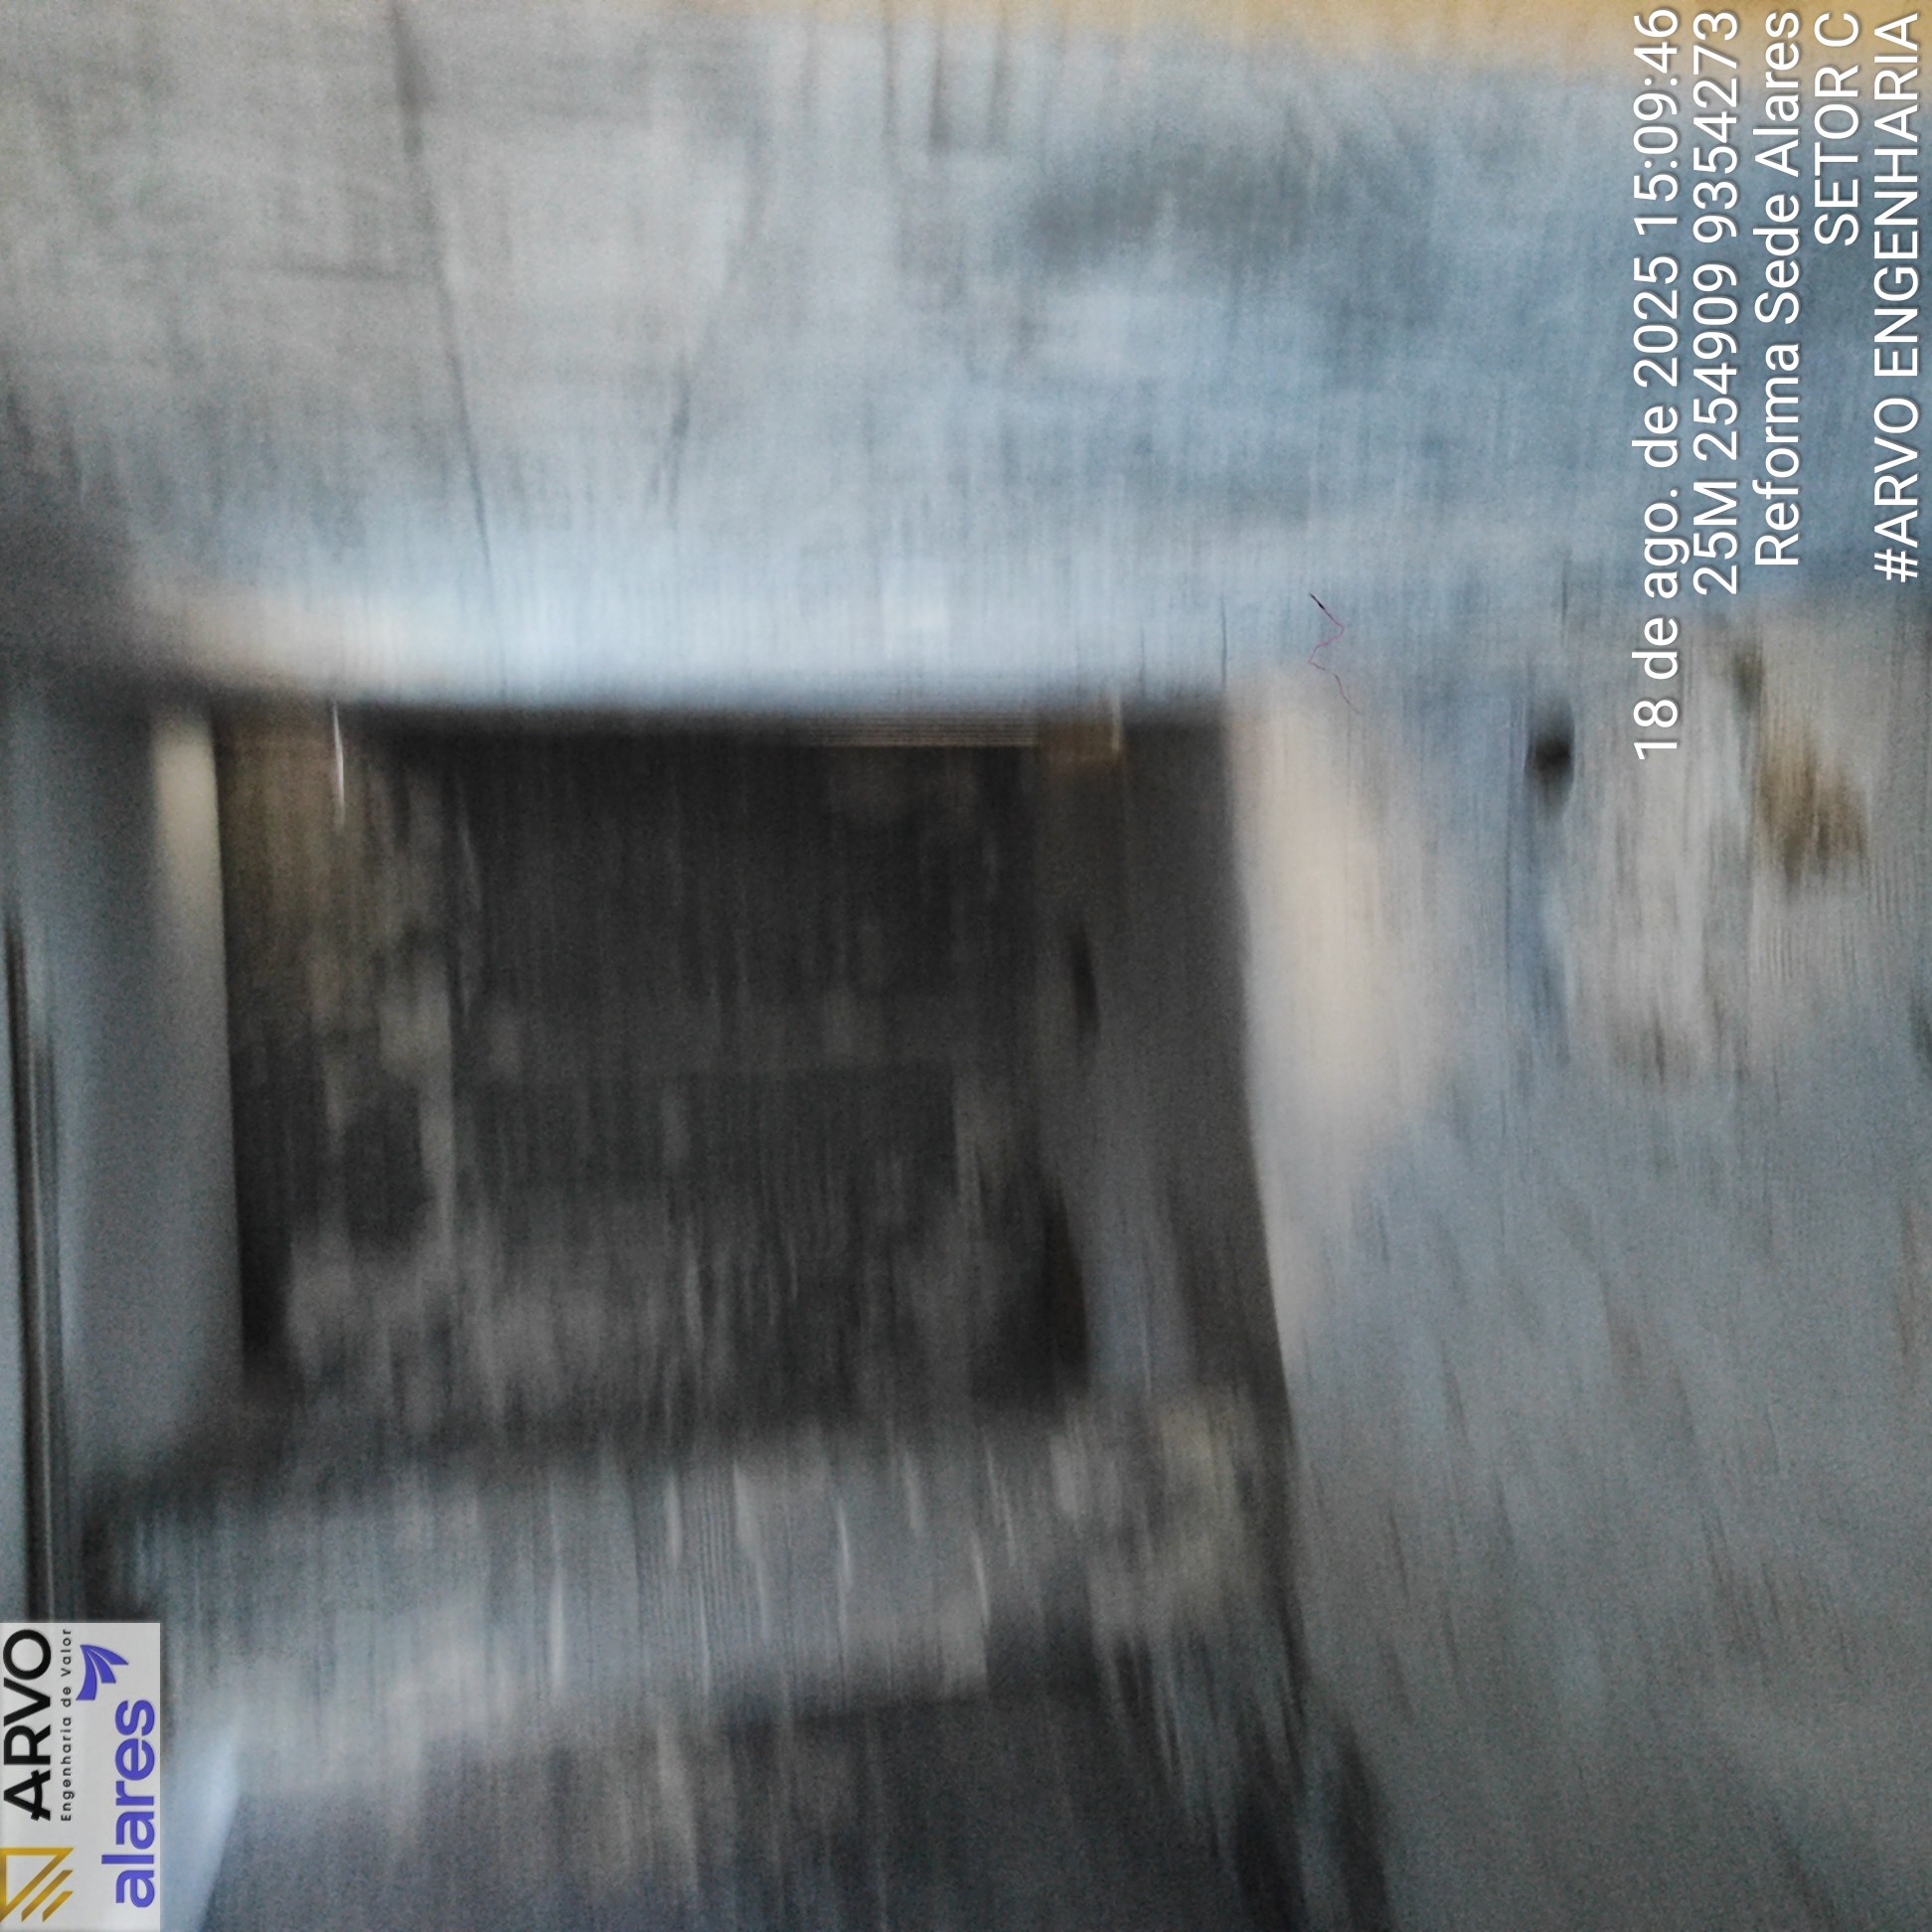 ARVO
Engenharia de Valor
alares
18 de ago. de 2025 15:09:46
25M 254909 9354273
Reforma Sede Alares
SETOR C
#ARVO ENGENHARIA